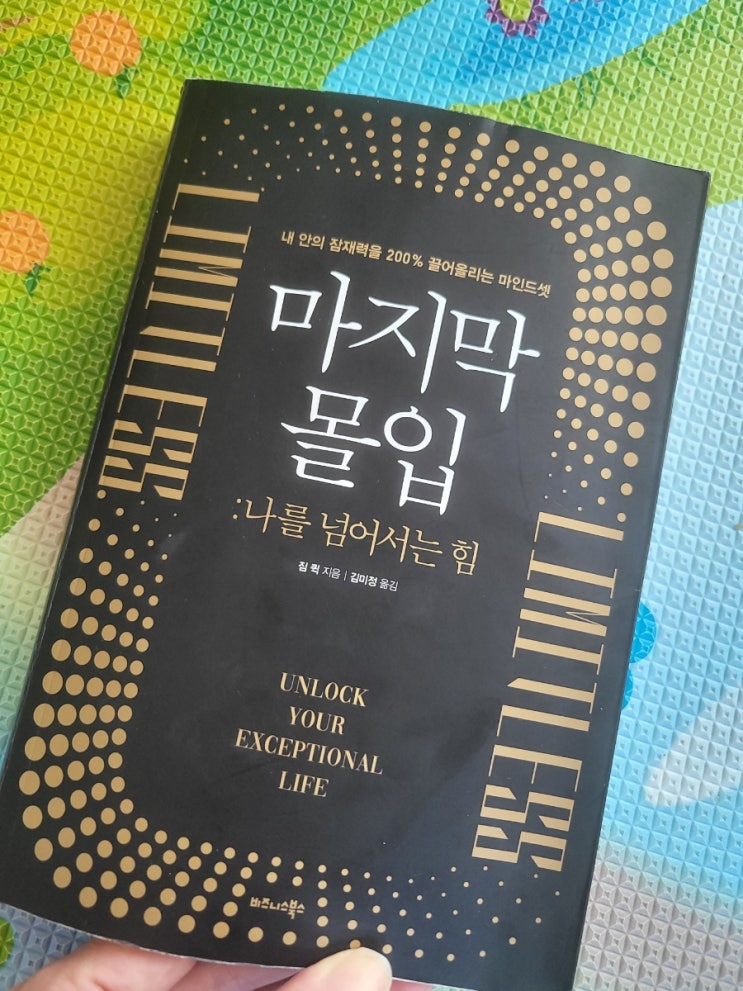 LIMITLESS
내 안의 잠재력을 200% 끌어올리는 마인드셋
마지막
몰입
:나를 넘어서는 힘
짐 퀵 지음 | 김미정 옮김
LIMITLESS
UNLOCK
YOUR
EXCEPTIONAL
LIFE
비즈니스북스